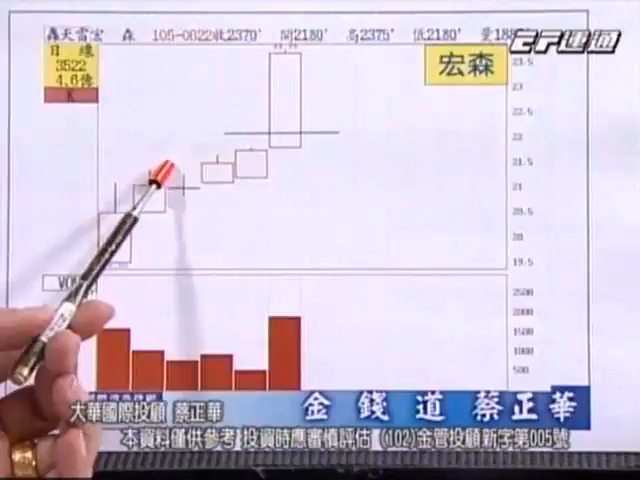 轟天雷宏 森 105-0622收2370' 開2180' 高2375' 低2180' 量188
日 線
3522
4.6億
K
宏森
23.5
23
22.5
22
21.5
21
20.5
20
19.5
VOL
2500
2000
1500
1000
500
大華國際投顧 蔡正華
金錢道 蔡正華
本資料僅供參考 投資時應審慎評估 (102)金管投顧新字第005號